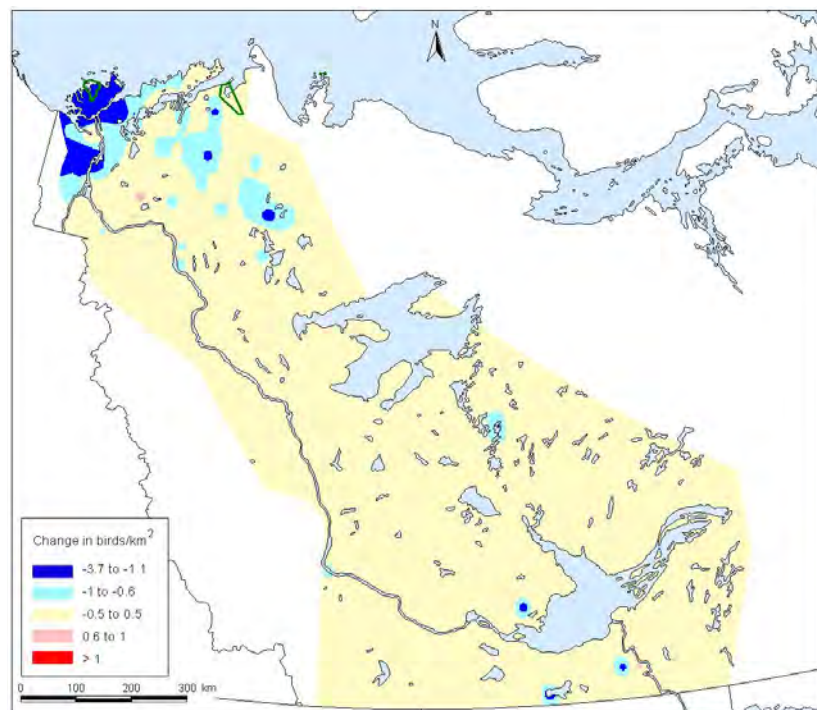 N
Change in birds/km²
-3.7 to -1 1
-1 to -0.6
-0.5 to 0.5
0.6 to 1
> 1
0 50 100 200 300 km